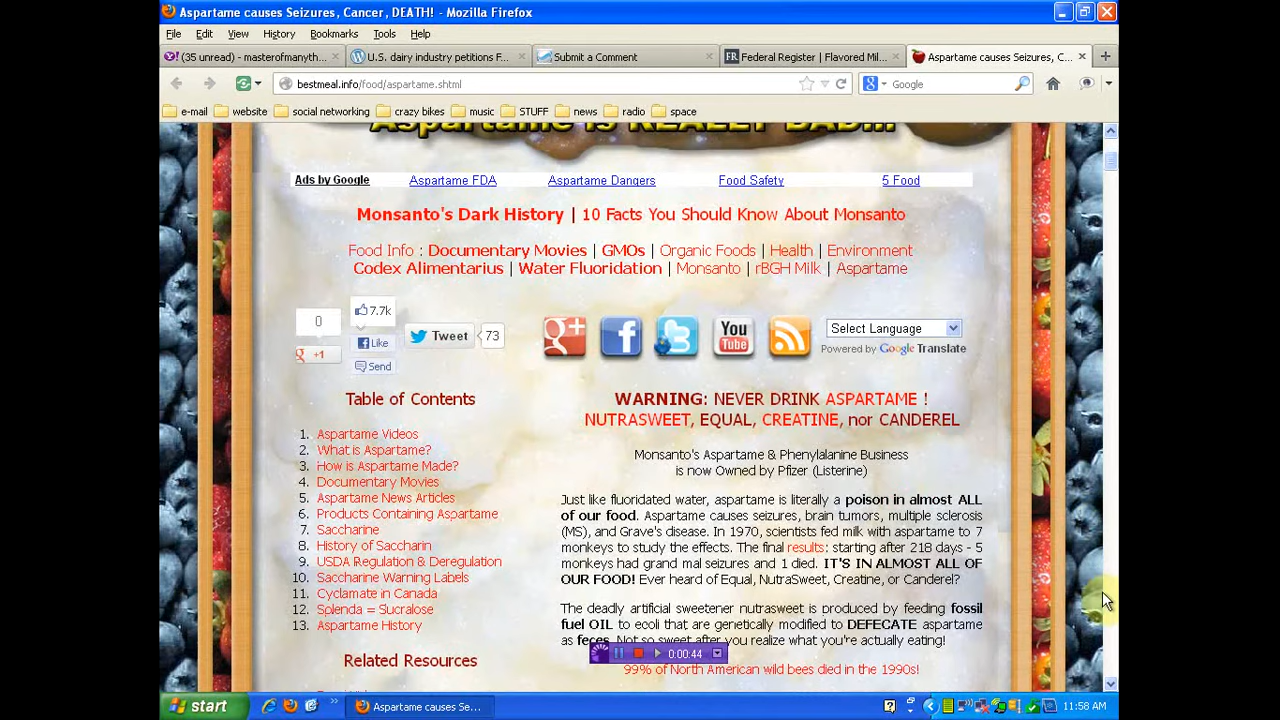 Aspartame causes Seizures, Cancer, DEATH! - Mozilla Firefox
File Edit View History Bookmarks Tools Help
(35 unread) - masterofmanyth...
U.S. dairy industry petitions F...
Submit a Comment
Federal Register | Flavored Mil...
Aspartame causes Seizures, C...
bestmeal.info/food/aspartame.shtml
Google
e-mail website social networking crazy bikes music STUFF news radio space
Aspartame is REALLY BAD...
Ads by Google Aspartame FDA Aspartame Dangers Food Safety 5 Food
Monsanto's Dark History | 10 Facts You Should Know About Monsanto
Food Info : Documentary Movies | GMOs | Organic Foods | Health | Environment
Codex Alimentarius | Water Fluoridation | Monsanto | rBGH Milk | Aspartame
0
+1
7.7k
Like
Send
Tweet 73
You Tube
Select Language
Powered by Google Translate
Table of Contents
1. Aspartame Videos
2. What is Aspartame?
3. How is Aspartame Made?
4. Documentary Movies
5. Aspartame News Articles
6. Products Containing Aspartame
7. Saccharine
8. History of Saccharin
9. USDA Regulation & Deregulation
10. Saccharine Warning Labels
11. Cyclamate in Canada
12. Splenda = Sucralose
13. Aspartame History
Related Resources
WARNING: NEVER DRINK ASPARTAME !
NUTRASWEET, EQUAL, CREATINE, nor CANDEREL
Monsanto's Aspartame & Phenylalanine Business
is now Owned by Pfizer (Listerine)
Just like fluoridated water, aspartame is literally a poison in almost ALL
of our food. Aspartame causes seizures, brain tumors, multiple sclerosis
(MS), and Grave's disease. In 1970, scientists fed milk with aspartame to 7
monkeys to study the effects. The final results: starting after 218 days - 5
monkeys had grand mal seizures and 1 died. IT'S IN ALMOST ALL OF
OUR FOOD! Ever heard of Equal, NutraSweet, Creatine, or Canderel?
The deadly artificial sweetener nutrasweet is produced by feeding fossil
fuel OIL to ecoli that are genetically modified to DEFECATE aspartame
as feces. Not so sweet after you realize what you're actually eating!
0:00:44
99% of North American wild bees died in the 1990s!
start
Aspartame causes Se...
11:58 AM